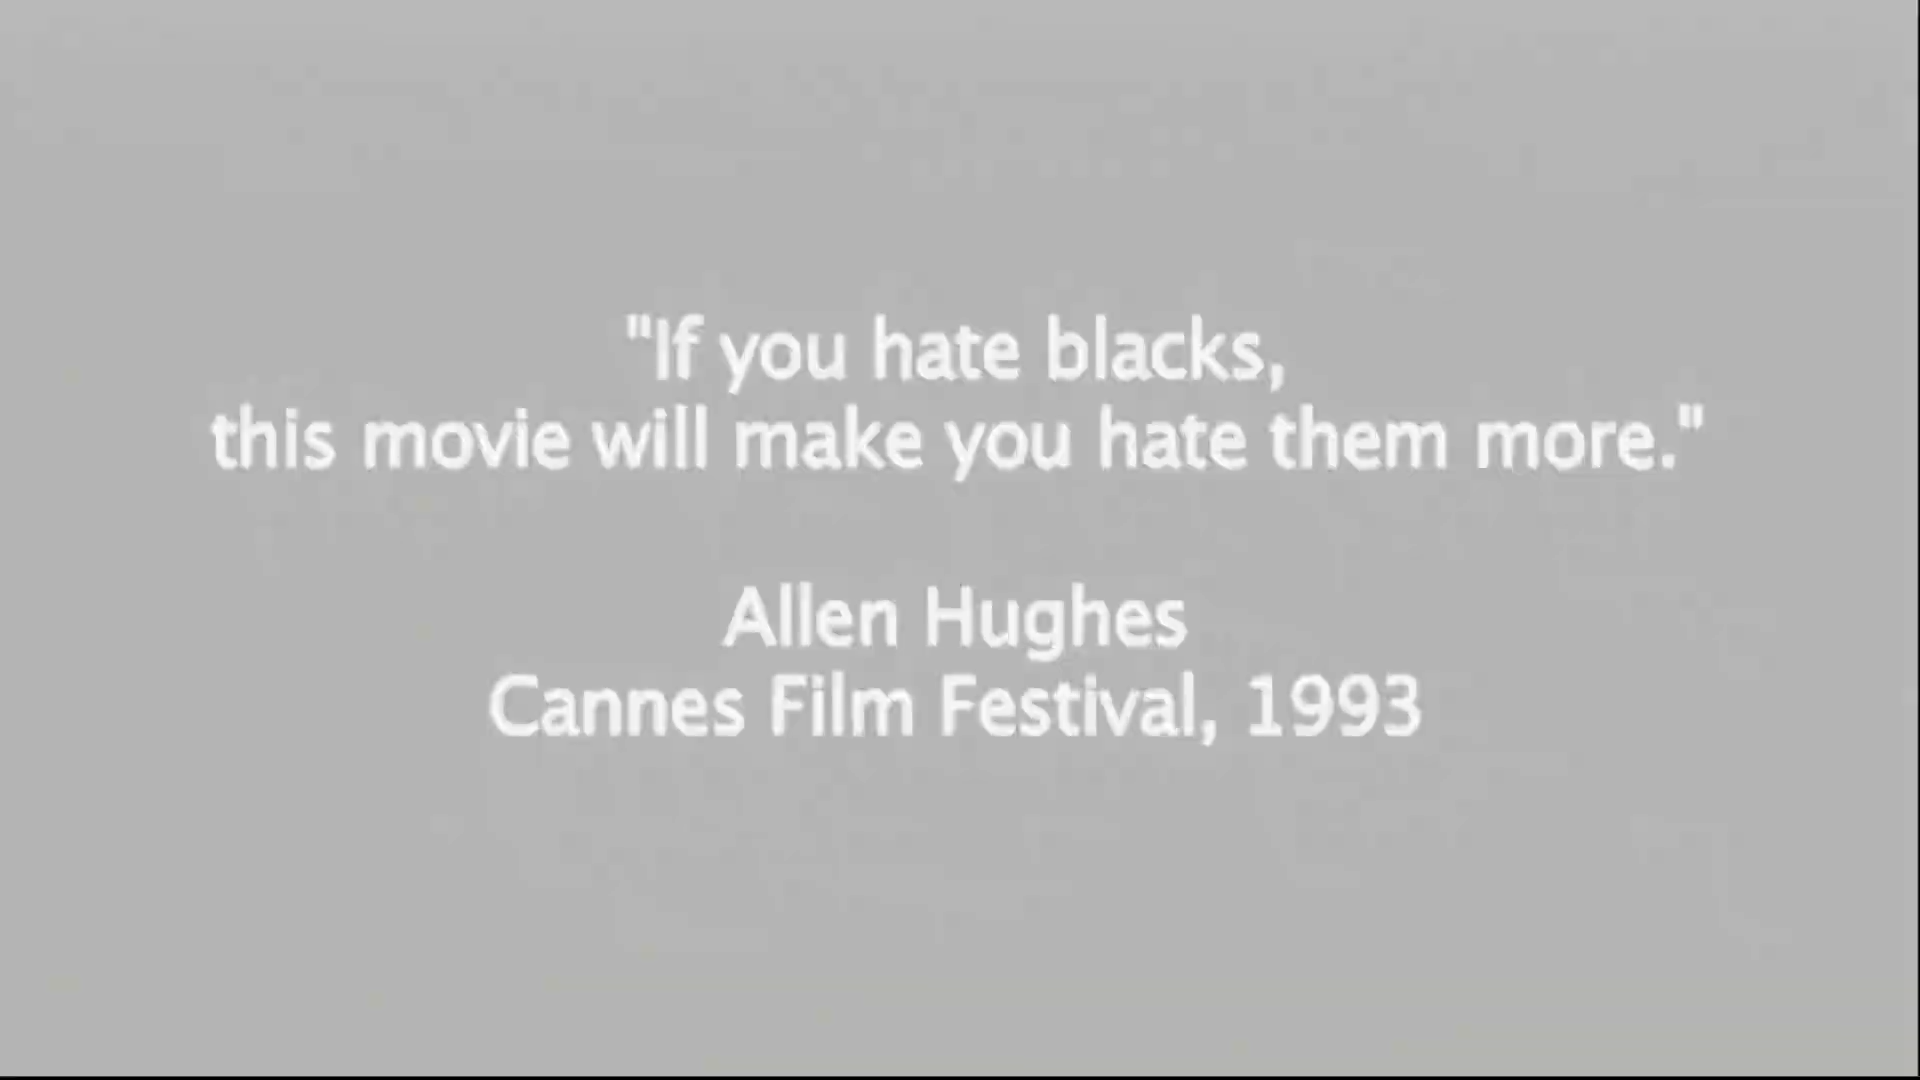 "If you hate blacks,
this movie will make you hate them more."
Allen Hughes
Cannes Film Festival, 1993